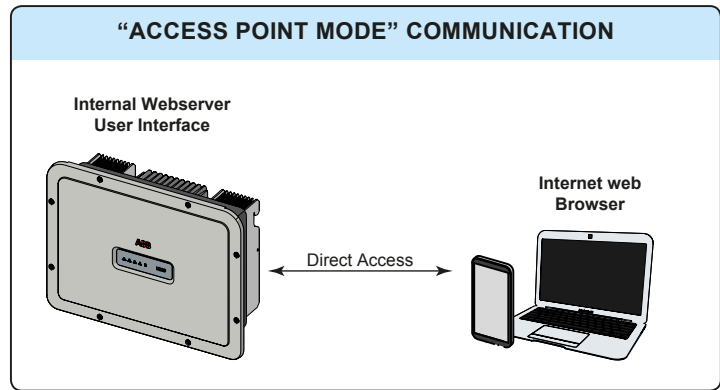 “ACCESS POINT MODE” COMMUNICATION
Internal Webserver
User Interface
ABB
Internet web
Browser
Direct Access